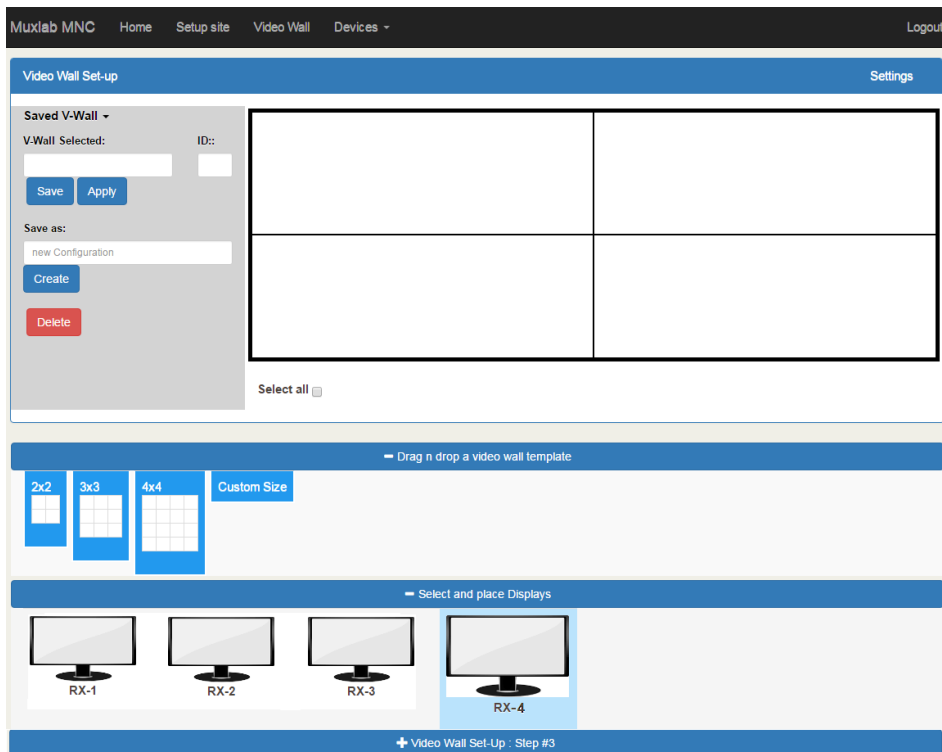 Muxlab MNC Home Setup site Video Wall Devices Logout
Video Wall Set-up Settings
Saved V-Wall
V-Wall Selected: ID::
Save Apply
Save as:
new Configuration
Create
Delete
Select all
Drag n drop a video wall template
2x2 3x3 4x4 Custom Size
Select and place Displays
RX-1 RX-2 RX-3 RX-4
Video Wall Set-Up : Step #3